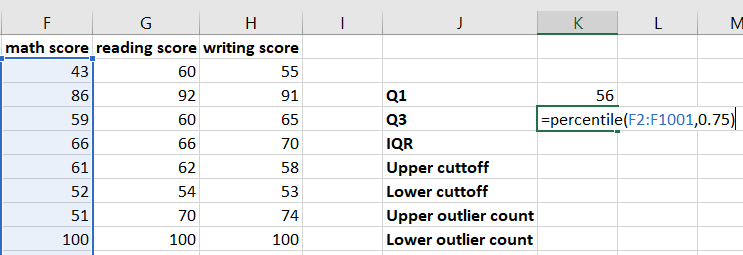 F G H I J K L M
math score reading score writing score
43 60 55
86 92 91 Q1 56
59 60 65 Q3 =percentile(F2:F1001,0.75)
66 66 70 IQR
61 62 58 Upper cuttoff
52 54 53 Lower cuttoff
51 70 74 Upper outlier count
100 100 100 Lower outlier count